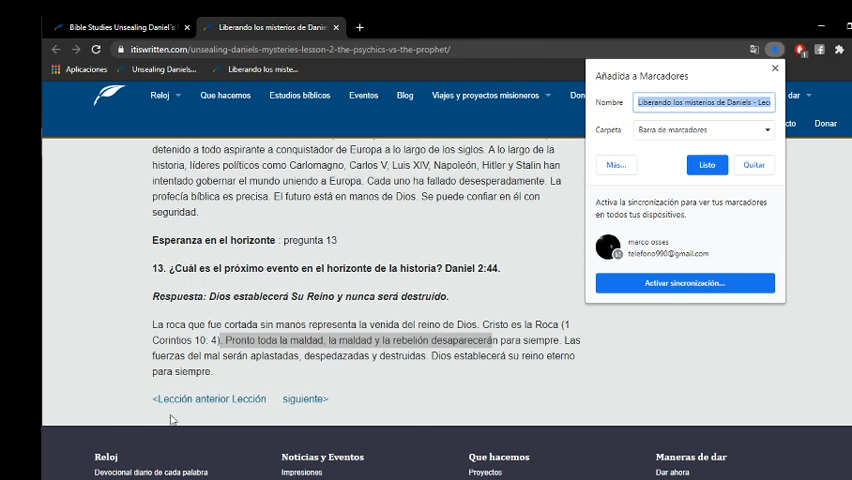 Bible Studies Unsealing Daniel's
Liberando los misterios de Danie
itiswritten.com/unsealing-daniels-mysteries-lesson-2-the-psychics-vs-the-prophet/
Aplicaciones
Unsealing Daniels...
Liberando los miste...
Reloj
Que hacemos
Estudios bíblicos
Eventos
Blog
Viajes y proyectos misioneros
Don
dar
cto
Donar
detenido a todo aspirante a conquistador de Europa a lo largo de los siglos. A lo largo de la
historia, líderes políticos como Carlomagno, Carlos V, Luis XIV, Napoleón, Hitler y Stalin han
intentado gobernar el mundo uniendo a Europa. Cada uno ha fallado desesperadamente. La
profecía bíblica es precisa. El futuro está en manos de Dios. Se puede confiar en él con
seguridad.
Esperanza en el horizonte : pregunta 13
13. ¿Cuál es el próximo evento en el horizonte de la historia? Daniel 2:44.
Respuesta: Dios establecerá Su Reino y nunca será destruido.
La roca que fue cortada sin manos representa la venida del reino de Dios. Cristo es la Roca (1
Corintios 10: 4). Pronto toda la maldad, la maldad y la rebelión desaparecerán para siempre. Las
fuerzas del mal serán aplastadas, despedazadas y destruidas. Dios establecerá su reino eterno
para siempre.
<Lección anterior Lección siguiente>
Añadida a Marcadores
Nombre
Liberando los misterios de Daniels - Lec
Carpeta
Barra de marcadores
Más...
Listo
Quitar
Activa la sincronización para ver tus marcadores
en todos tus dispositivos.
marco osses
telefono990@gmail.com
Activar sincronización...
Reloj
Devocional diario de cada palabra
Noticias y Eventos
Impresiones
Que hacemos
Proyectos
Maneras de dar
Dar ahora